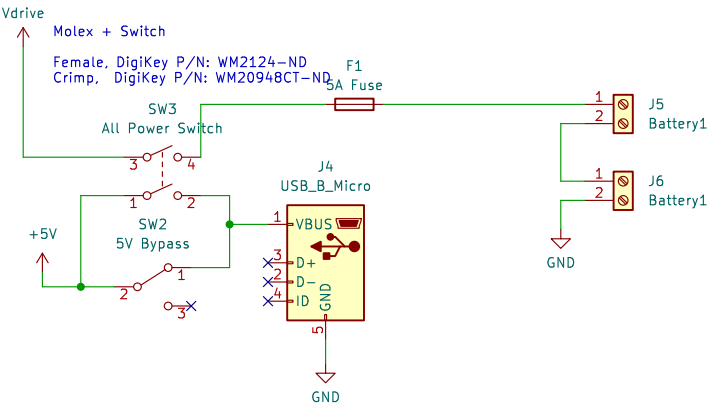 Vdrive
Molex + Switch
Female, DigiKey P/N: WM2124-ND
Crimp,  DigiKey P/N: WM20948CT-ND
F1
5A Fuse
SW3
All Power Switch
3
4
1
2
1
2
J5
Battery1
1
2
J6
Battery1
GND
SW2
5V Bypass
+5V
2
1
3
J4
USB_B_Micro
1
VBUS
3
D+
2
D-
4
ID
GND
5
GND